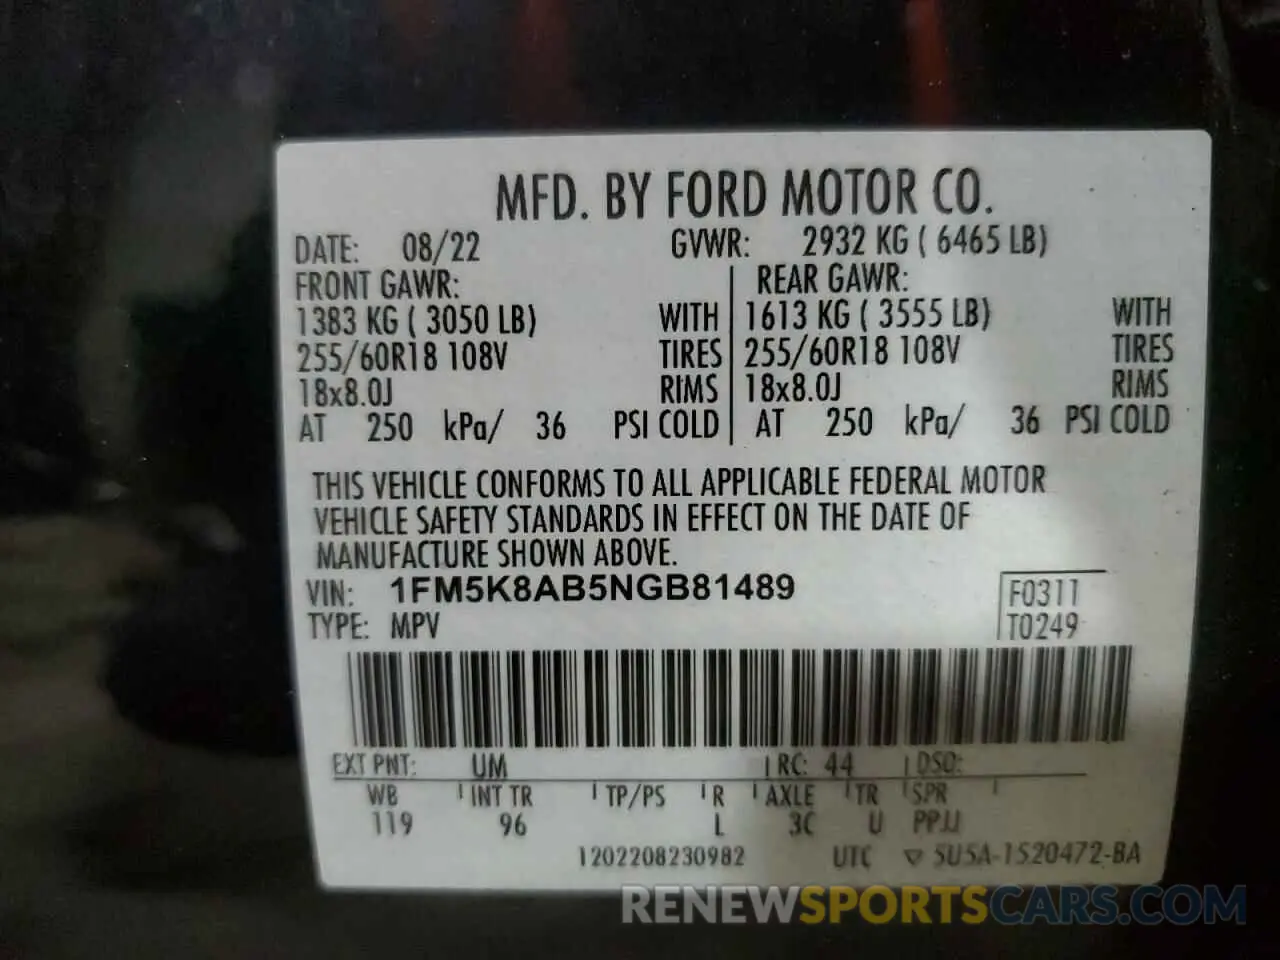 MFD. BY FORD MOTOR CO.
DATE: 08/22 GVWR: 2932 KG ( 6465 LB)
FRONT GAWR: REAR GAWR:
1383 KG ( 3050 LB) WITH 1613 KG ( 3555 LB) WITH
255/60R18 108V TIRES 255/60R18 108V TIRES
18x8.0J RIMS 18x8.0J RIMS
AT 250 kPa/ 36 PSI COLD AT 250 kPa/ 36 PSI COLD
THIS VEHICLE CONFORMS TO ALL APPLICABLE FEDERAL MOTOR
VEHICLE SAFETY STANDARDS IN EFFECT ON THE DATE OF
MANUFACTURE SHOWN ABOVE.
VIN: 1FM5K8AB5NGB81489 F0311
TYPE: MPV T0249
EXT PNT: UM RC: 44 DSO:
WB INT TR TP/PS R AXLE TR SPR
119 96 L 3C U PPJJ
1202208230982 UTC ▽ 5U5A-1520472-BA
RENEWSPORTSCARS.COM